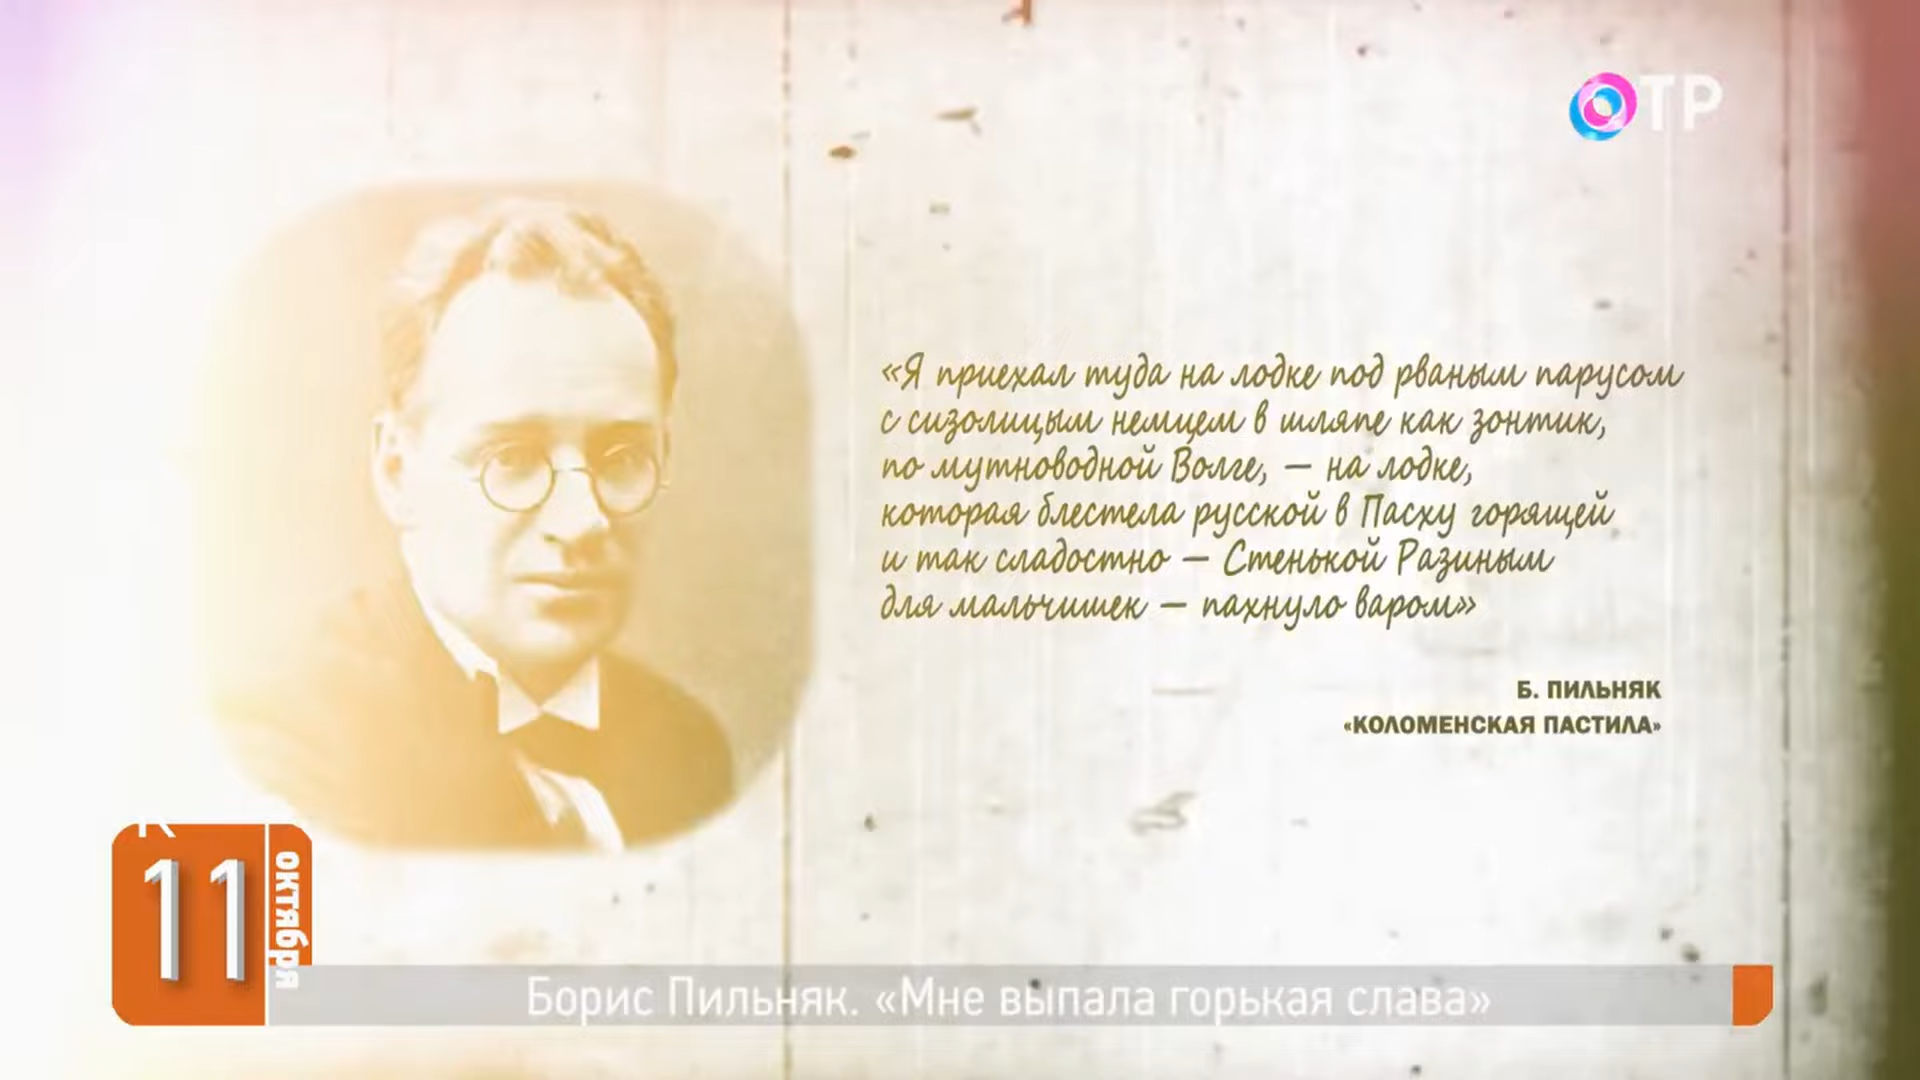 ОТР
«Я приехал туда на лодке под рваным парусом
с сизолицым немцем в шляпе как зонтик,
по мутноводной Волге, — на лодке,
которая блестела русской в Пасху горящей
и так сладостно — Стенькой Разиным
для мальчишек — пахнуло варом»
Б. ПИЛЬНЯК
«КОЛОМЕНСКАЯ ПАСТИЛА»
11
октября
Борис Пильняк. «Мне выпала горькая слава»